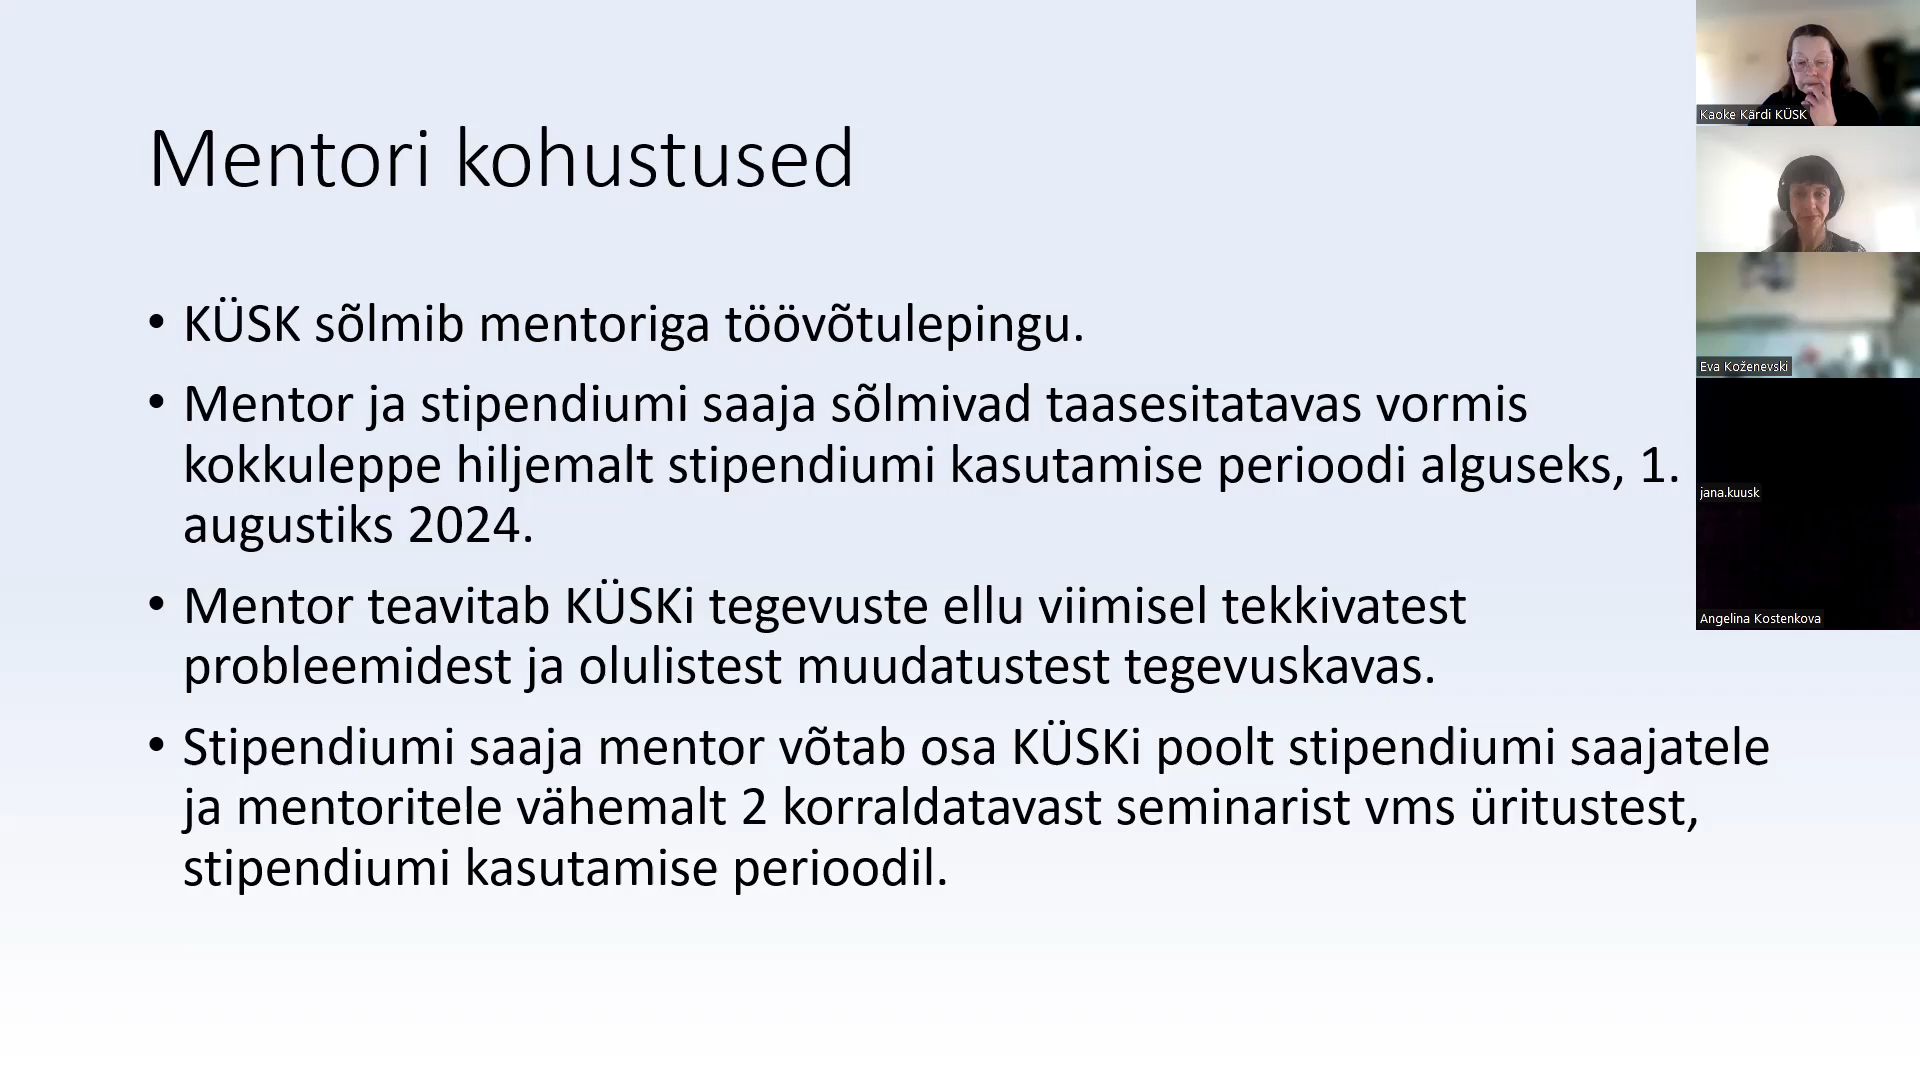 Mentori kohustused
• KÜSK sõlmib mentoriga töövõtulepingu.
• Mentor ja stipendiumi saaja sõlmivad taasesitatavas vormis
kokkuleppe hiljemalt stipendiumi kasutamise perioodi alguseks, 1.
augustiks 2024.
• Mentor teavitab KÜSKi tegevuste ellu viimisel tekkivatest
probleemidest ja olulistest muudatustest tegevuskavas.
• Stipendiumi saaja mentor võtab osa KÜSKi poolt stipendiumi saajatele
ja mentoritele vähemalt 2 korraldatavast seminarist vms üritustest,
stipendiumi kasutamise perioodil.
Kaoke Kärdi KÜSK
Eva Koženevski
jana.kuusk
Angelina Kostenkova